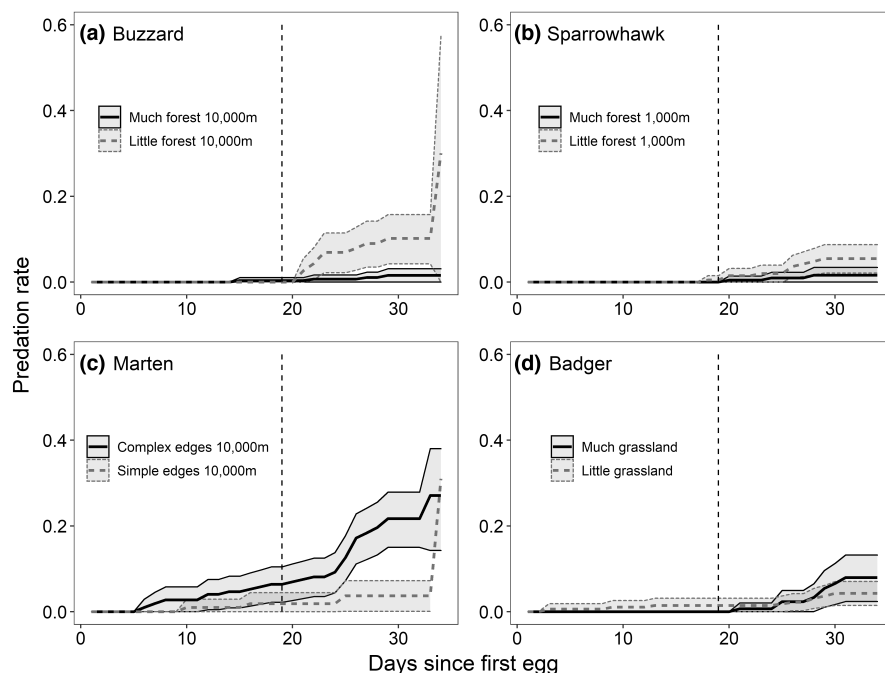 (a) Buzzard
Much forest 10,000m
Little forest 10,000m
0.6
0.4
0.2
0.0
0 10 20 30
(b) Sparrowhawk
Much forest 1,000m
Little forest 1,000m
0.6
0.4
0.2
0.0
0 10 20 30
(c) Marten
Complex edges 10,000m
Simple edges 10,000m
0.6
0.4
0.2
0.0
0 10 20 30
(d) Badger
Much grassland
Little grassland
0.6
0.4
0.2
0.0
0 10 20 30
Predation rate
Days since first egg